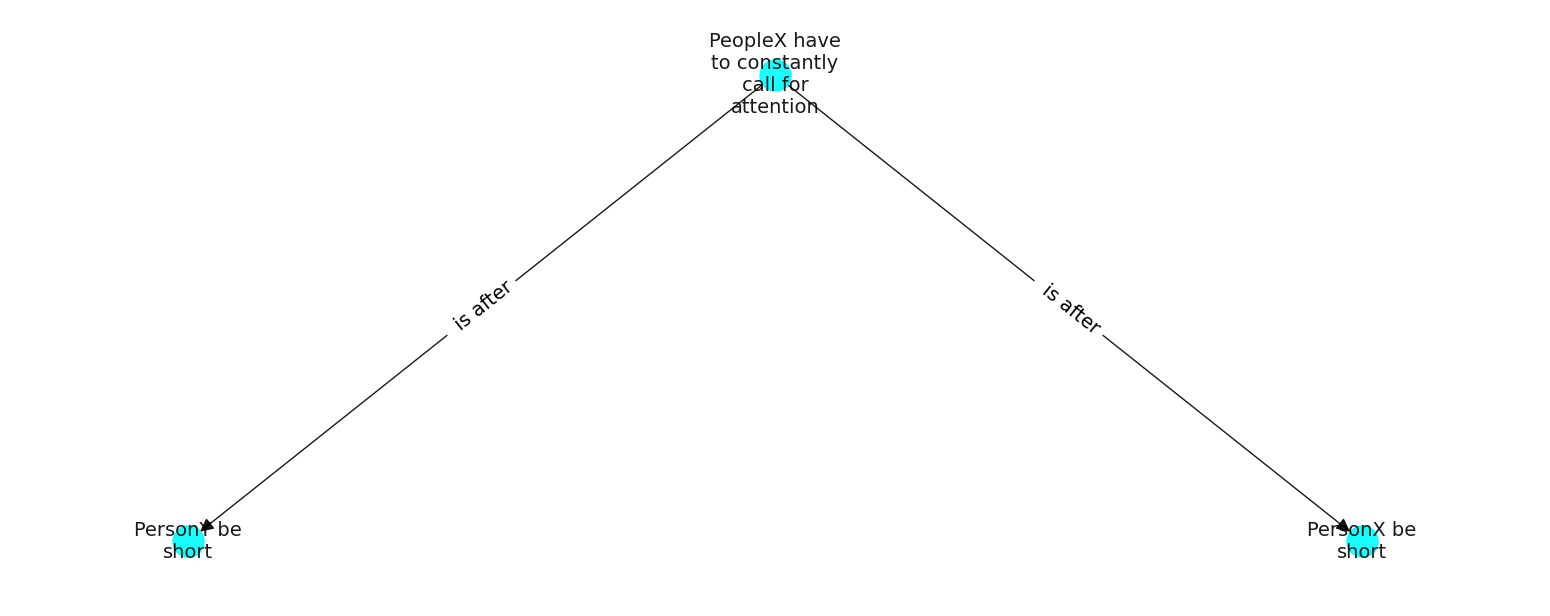 PeopleX have
to constantly
call for
attention
is after
is after
PersonY be
short
PersonX be
short